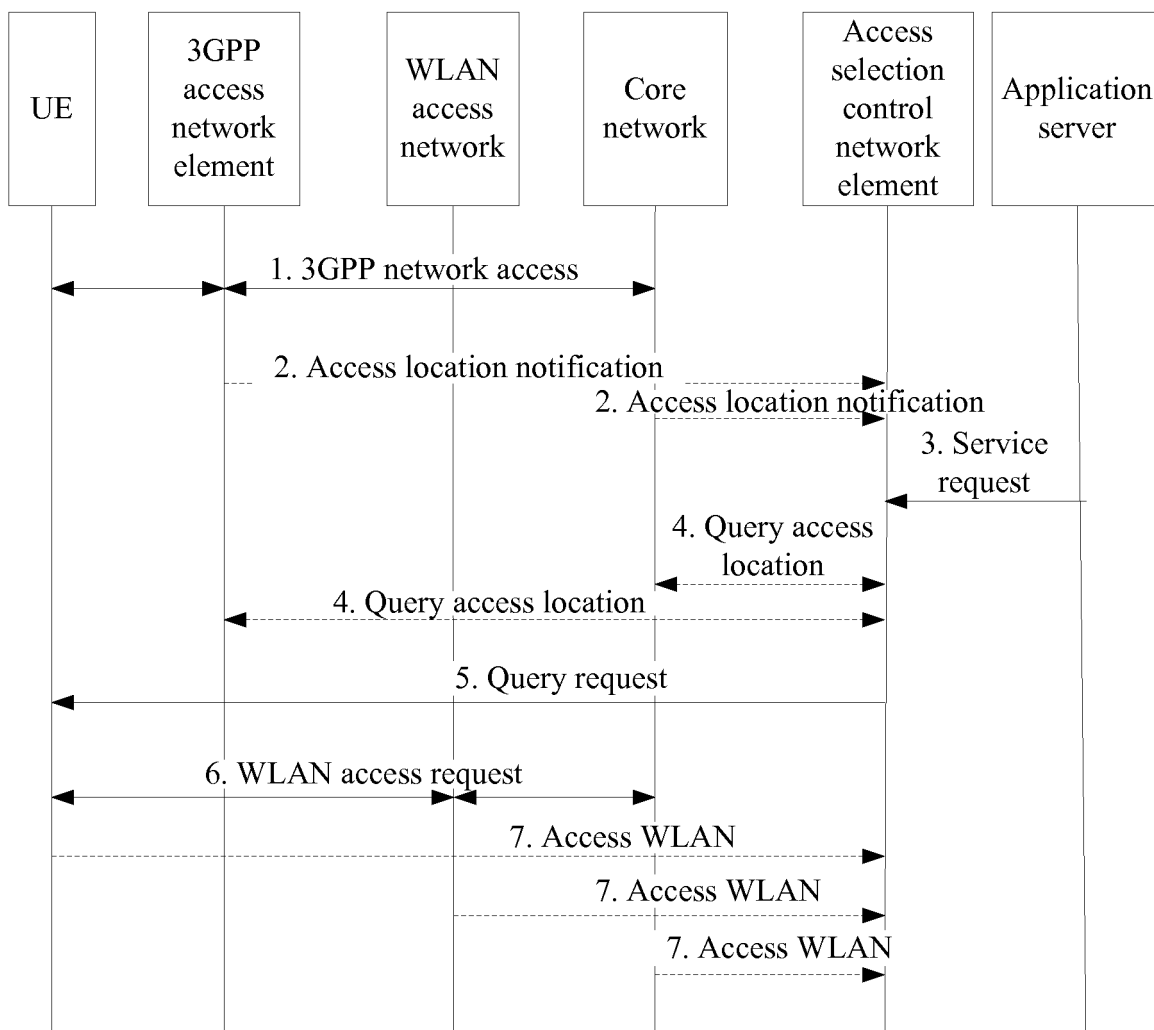 UE
3GPP
access
network
element
WLAN
access
network
Core
network
Access
selection
control
network
element
Application
server
1. 3GPP network access
2. Access location notification
2. Access location notification
3. Service
request
4. Query access
location
4. Query access location
5. Query request
6. WLAN access request
7. Access WLAN
7. Access WLAN
7. Access WLAN